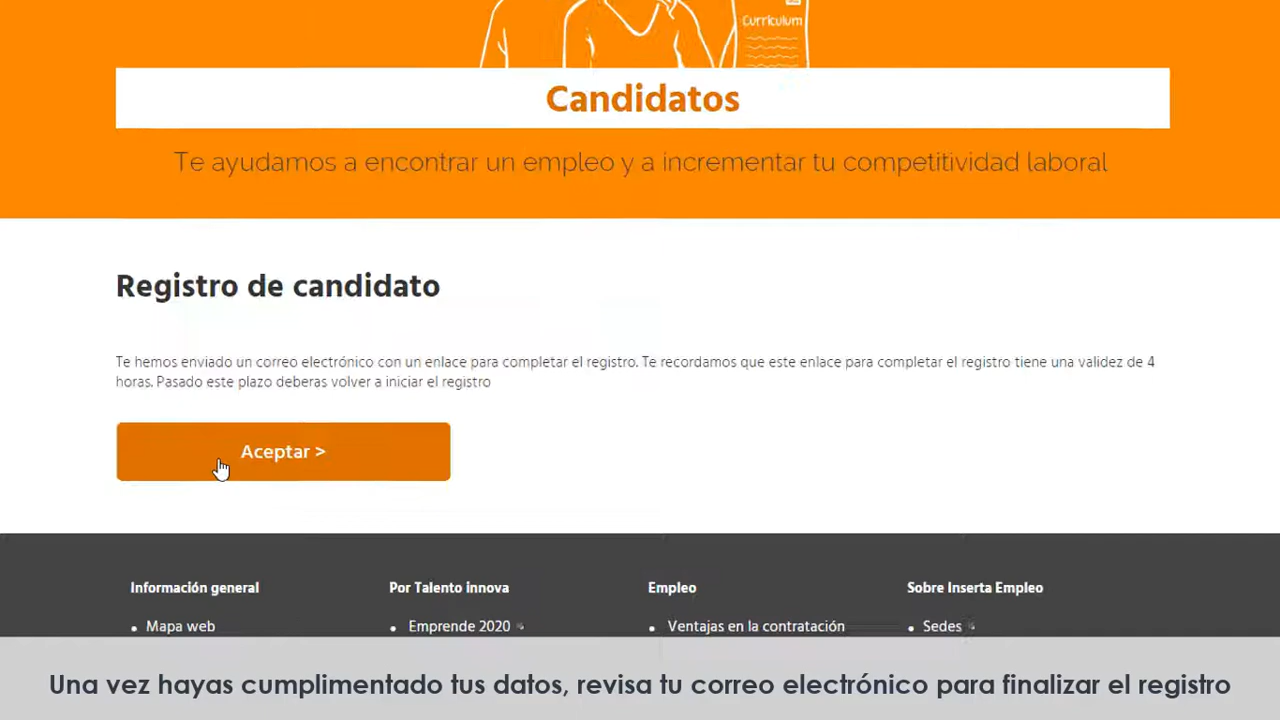 Curriculum
Candidatos
Te ayudamos a encontrar un empleo y a incrementar tu competitividad laboral
Registro de candidato
Te hemos enviado un correo electrónico con un enlace para completar el registro. Te recordamos que este enlace para completar el registro tiene una validez de 4
horas. Pasado este plazo deberas volver a iniciar el registro
Aceptar >
Información general
Por Talento innova
Empleo
Sobre Inserta Empleo
Mapa web
Emprende 2020
Ventajas en la contratación
Sedes
Una vez hayas cumplimentado tus datos, revisa tu correo electrónico para finalizar el registro